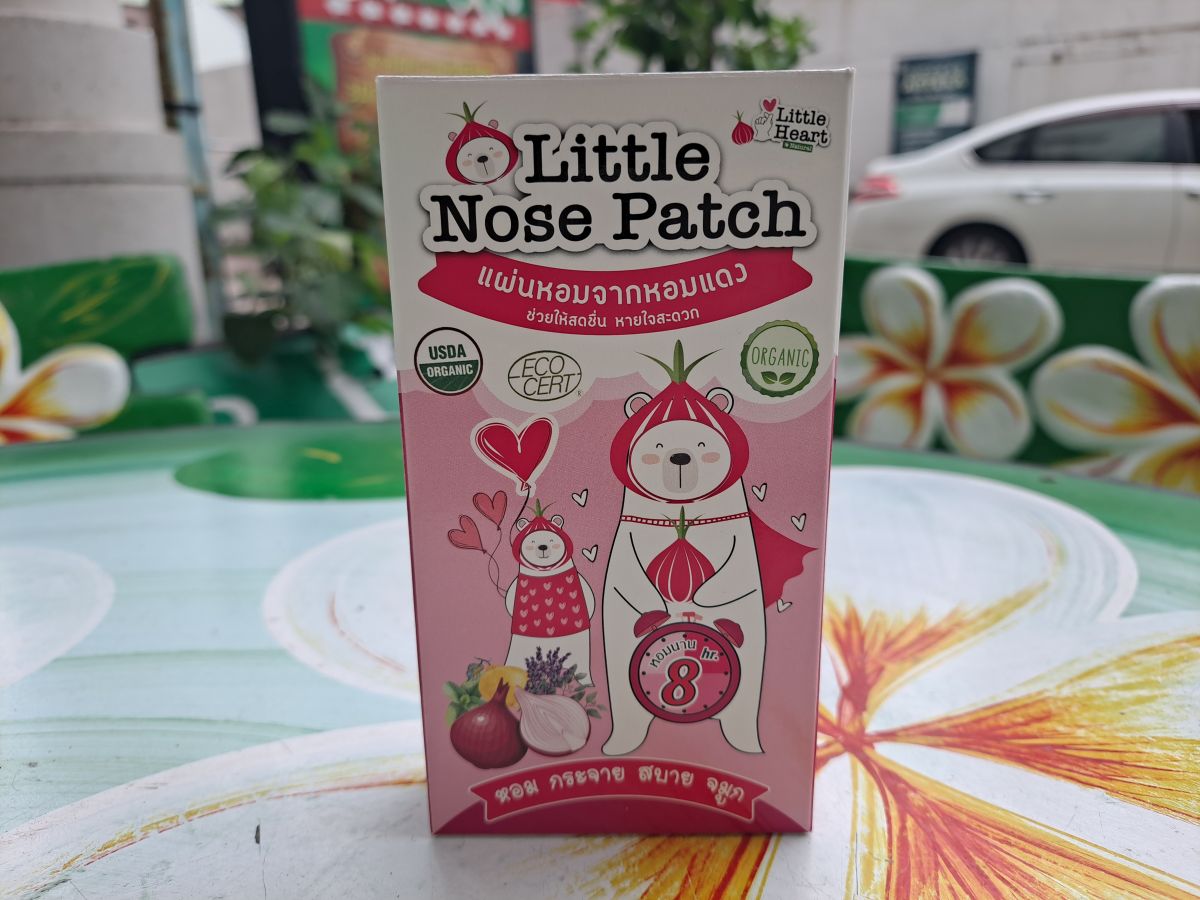 Little
Heart
Natural
Little
Nose Patch
แผ่นหอมจากหอมแดง
ช่วยให้สดชื่น หายใจสะดวก
USDA
ORGANIC
ECO
CERT
R
ORGANIC
หอมนาน hr.
8
หอม กระจาย สบาย จมูก